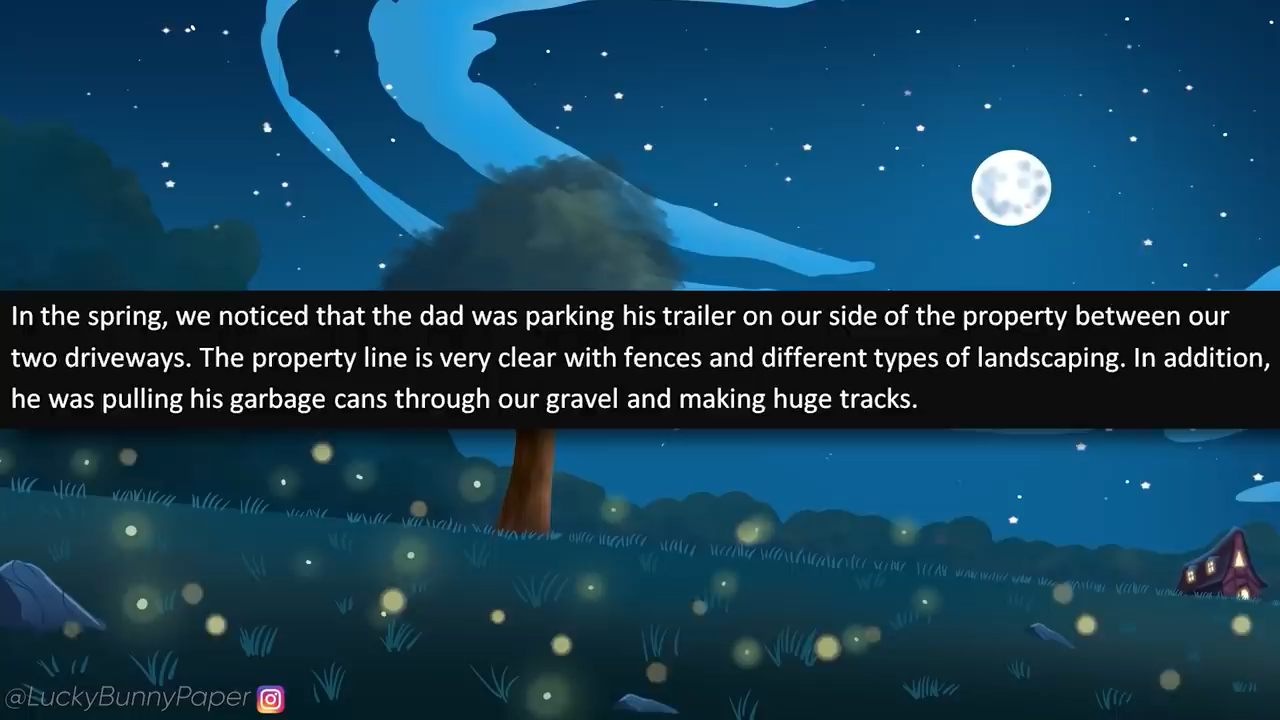 In the spring, we noticed that the dad was parking his trailer on our side of the property between our
two driveways. The property line is very clear with fences and different types of landscaping. In addition,
he was pulling his garbage cans through our gravel and making huge tracks.
@LuckyBunnyPaper